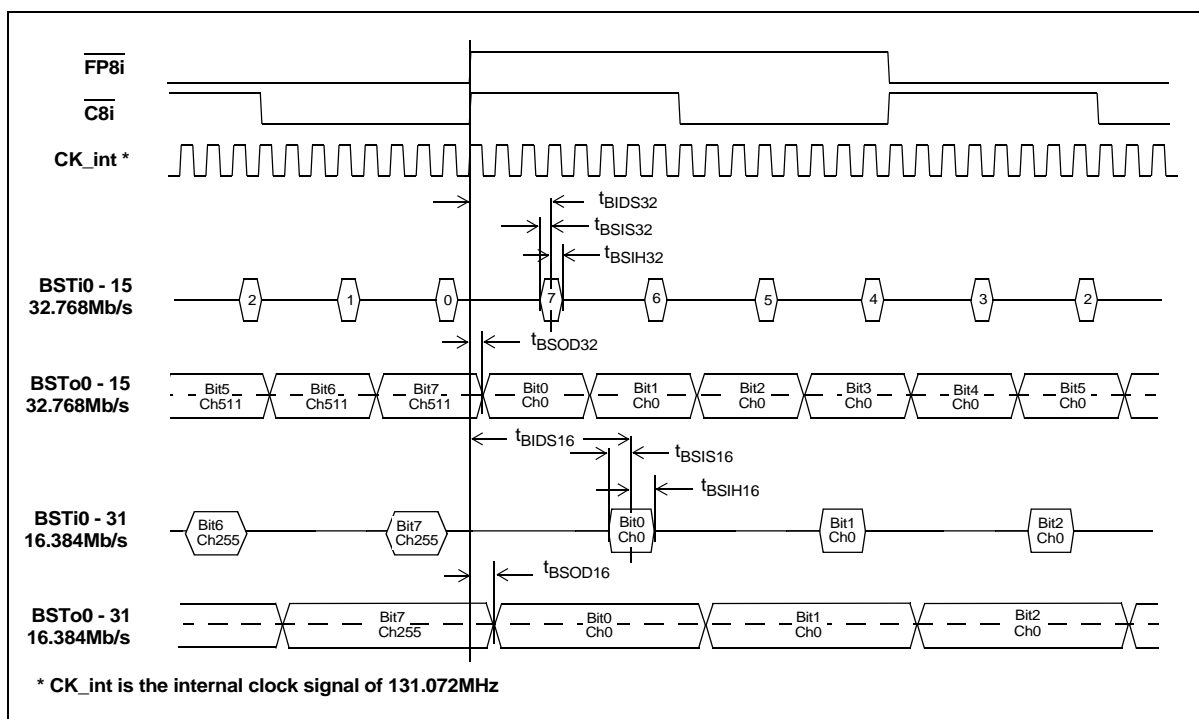 FP8i
C8i
CK_int *
tBIDS32
tBSIS32
tBSIH32
BSTi0 - 15
32.768Mb/s
2 1 0 7 6 5 4 3 2
tBSOD32
BSTo0 - 15
32.768Mb/s
Bit5 Bit6 Bit7 Bit0 Bit1 Bit2 Bit3 Bit4 Bit5
Ch511 Ch511 Ch511 Ch0 Ch0 Ch0 Ch0 Ch0 Ch0
tBIDS16
tBSIS16
tBSIH16
BSTi0 - 31
16.384Mb/s
Bit6 Bit7 Bit0 Bit1 Bit2
Ch255 Ch255 Ch0 Ch0 Ch0
tBSOD16
BSTo0 - 31
16.384Mb/s
Bit7 Bit0 Bit1 Bit2
Ch255 Ch0 Ch0 Ch0
* CK_int is the internal clock signal of 131.072MHz